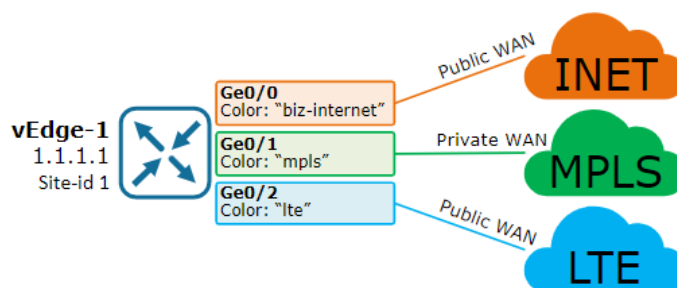 vEdge-1
1.1.1.1
Site-id 1
Ge0/0
Color: “biz-internet”
Ge0/1
Color: “mpls”
Ge0/2
Color: “lte”
Public WAN
INET
Private WAN
MPLS
Public WAN
LTE